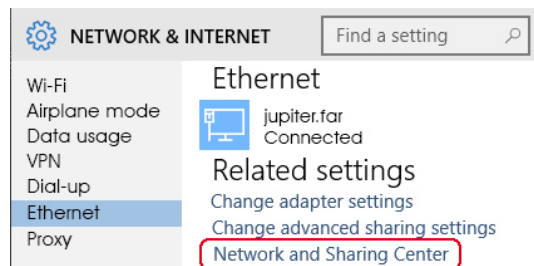 NETWORK & INTERNET
Find a setting
Wi-Fi
Airplane mode
Data usage
VPN
Dial-up
Ethernet
Proxy
Ethernet
jupiter.far
Connected
Related settings
Change adapter settings
Change advanced sharing settings
Network and Sharing Center